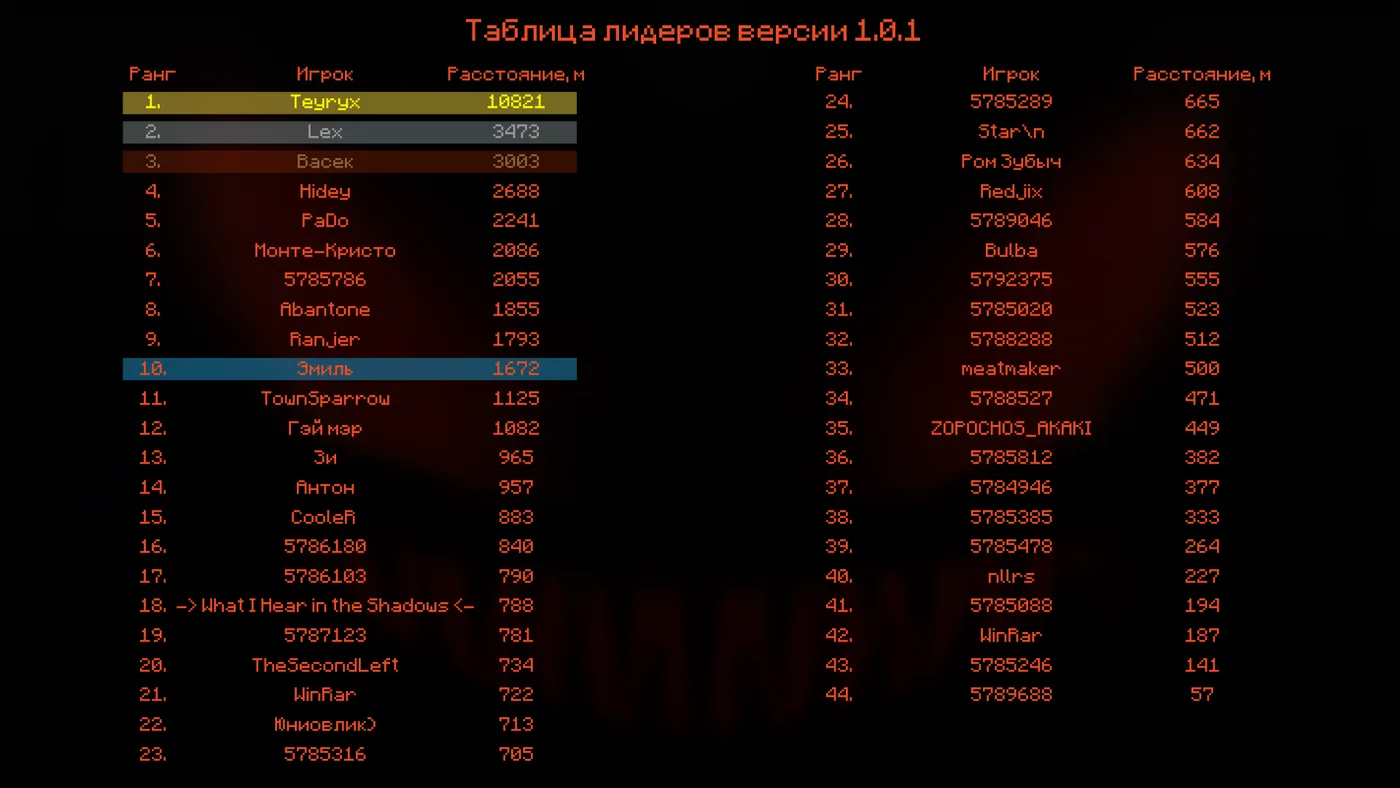 Таблица лидеров версии 1.0.1
Ранг Игрок Расстояние, м
1. Teyryx 10821
2. Lex 3473
3. Васек 3003
4. Hidey 2688
5. PaDo 2241
6. Монте-Кристо 2086
7. 5785786 2055
8. Abantone 1855
9. Ranjer 1793
10. Эмиль 1672
11. TownSparrow 1125
12. Гэй мэр 1082
13. Зи 965
14. Антон 957
15. CooleR 883
16. 5786180 840
17. 5786103 790
18. -> What I Hear in the Shadows <- 788
19. 5787123 781
20. TheSecondLeft 734
21. WinRar 722
22. Юниовлик) 713
23. 5785316 705
Ранг Игрок Расстояние, м
24. 5785289 665
25. Star\n 662
26. Ром Зубыч 634
27. Redjix 608
28. 5789046 584
29. Bulba 576
30. 5792375 555
31. 5785020 523
32. 5788288 512
33. meatmaker 500
34. 5788527 471
35. ZOPOCHOS_AKAKI 449
36. 5785812 382
37. 5784946 377
38. 5785385 333
39. 5785478 264
40. nllrs 227
41. 5785088 194
42. WinRar 187
43. 5785246 141
44. 5789688 57